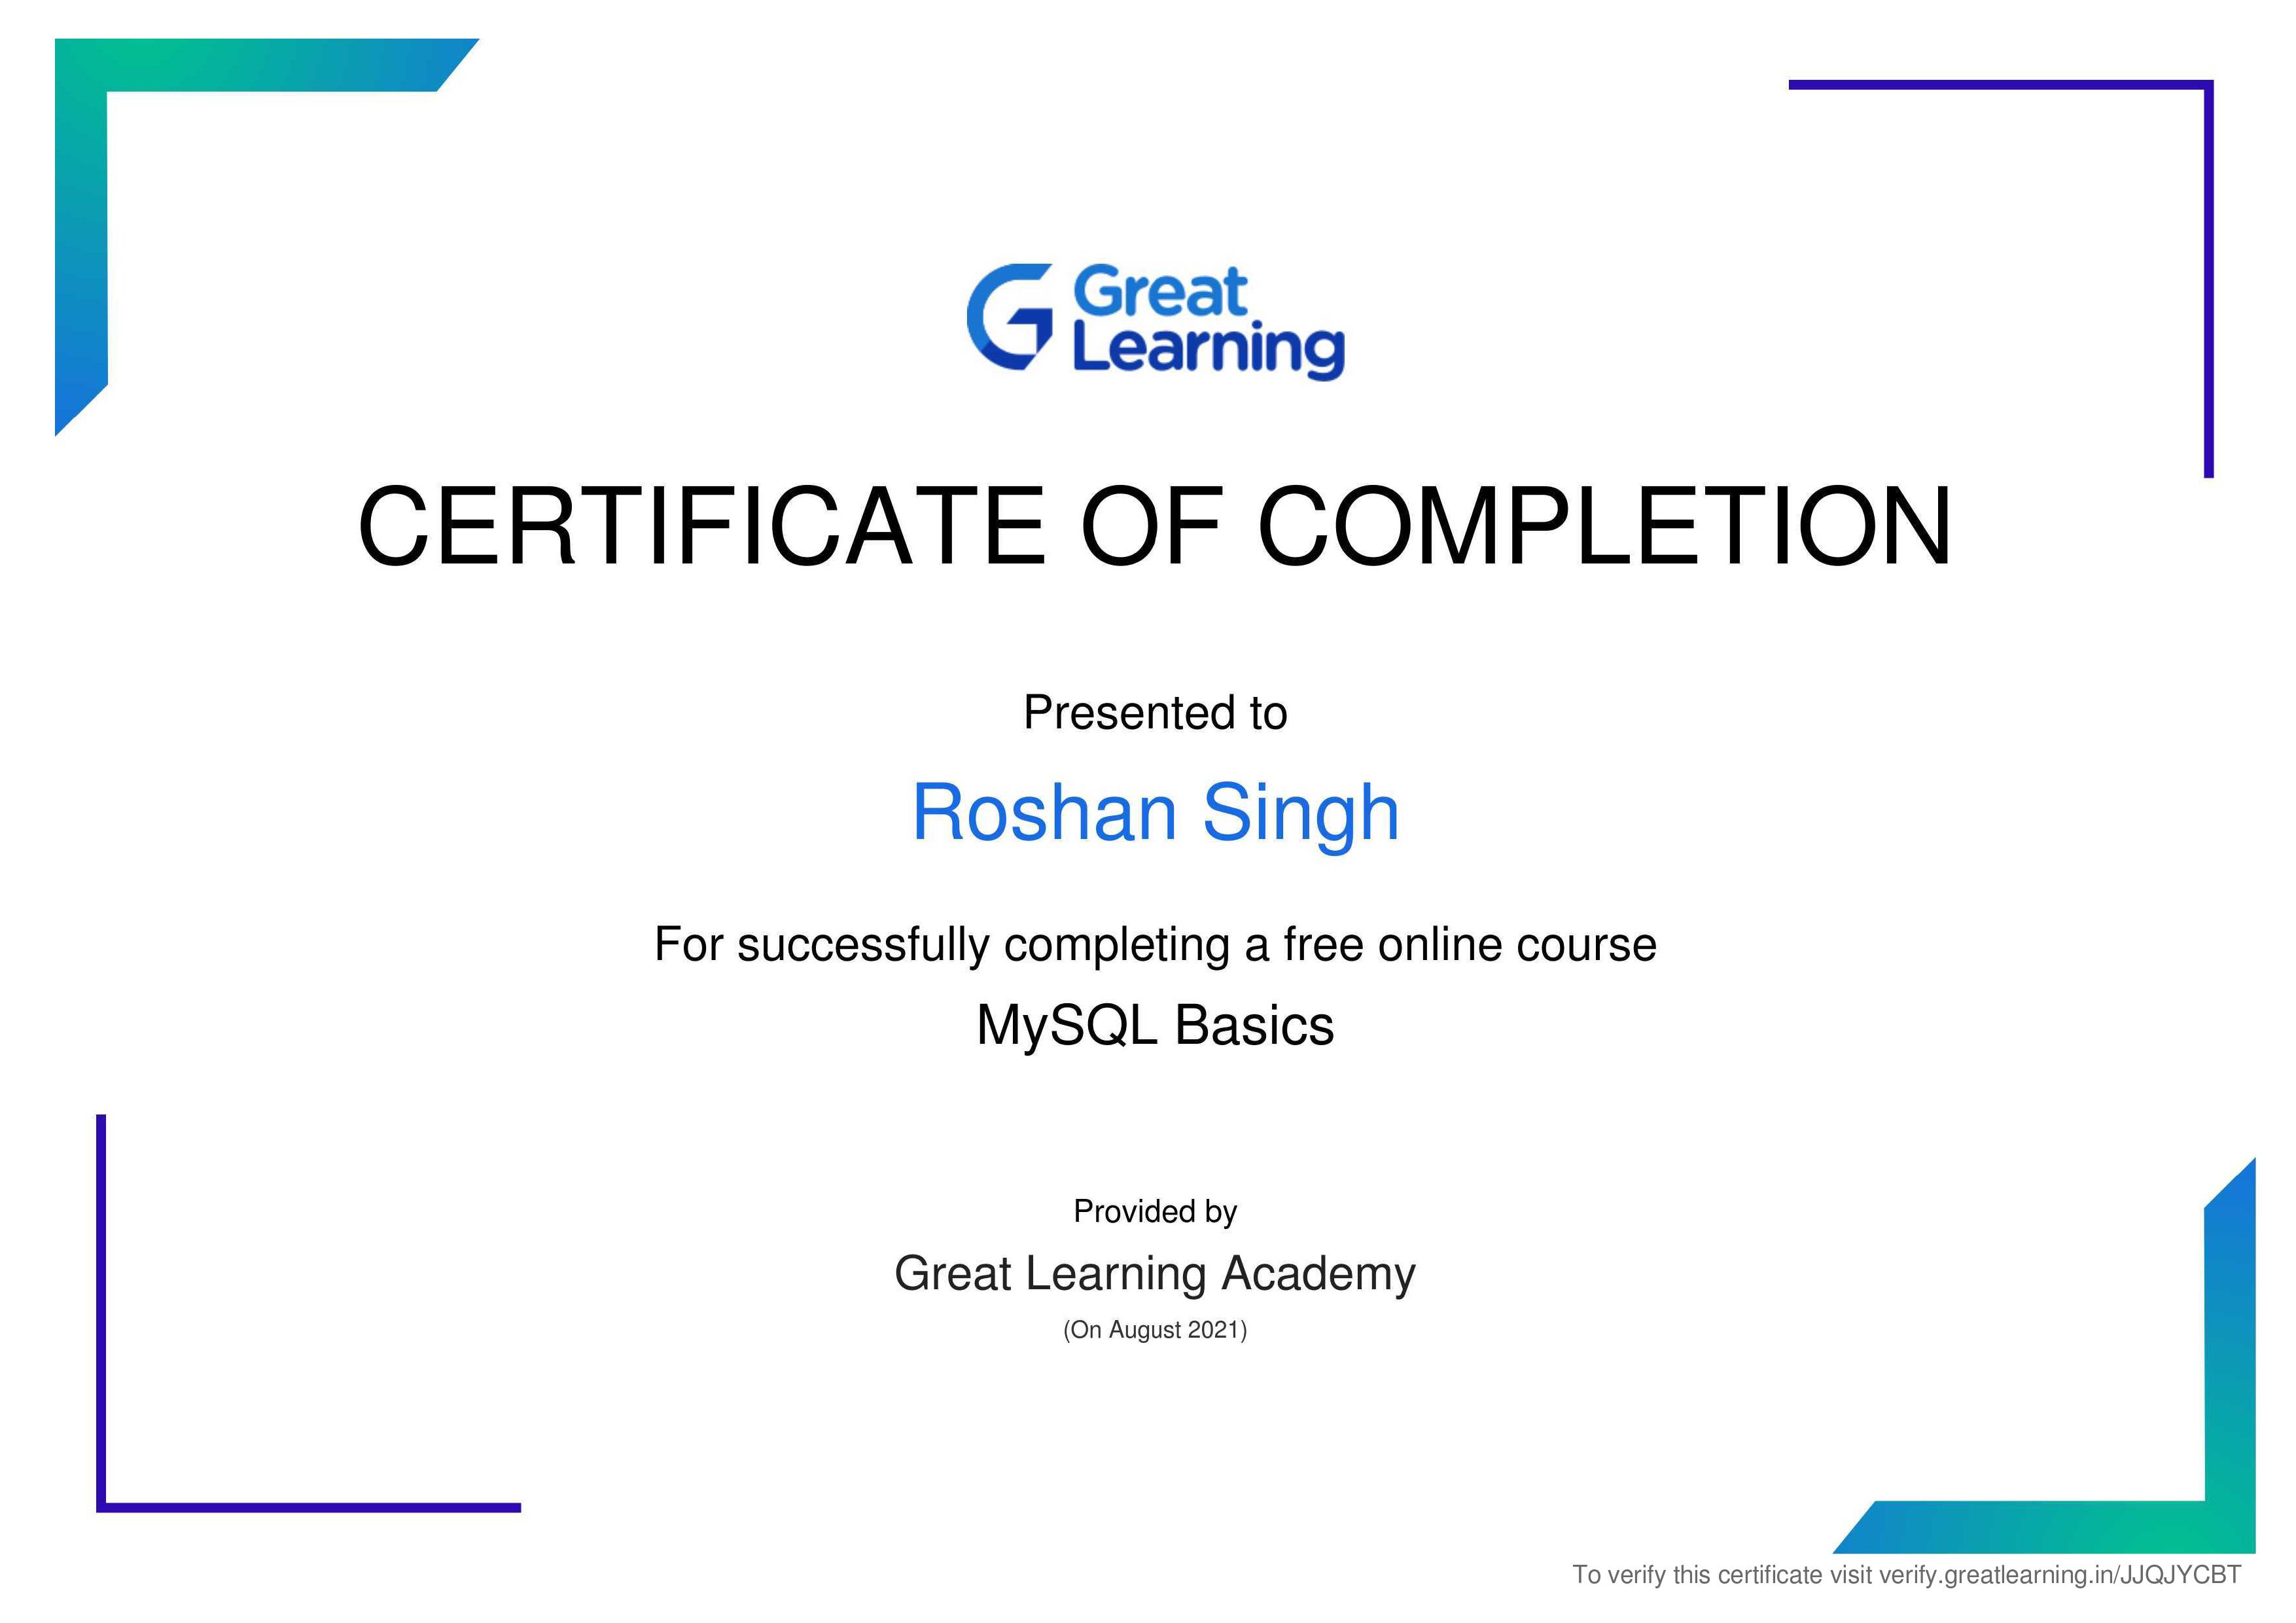 Great
Learning
CERTIFICATE OF COMPLETION
Presented to
Roshan Singh
For successfully completing a free online course
MySQL Basics
Provided by
Great Learning Academy
(On August 2021)
To verify this certificate visit verify.greatlearning.in/JJQJYCBT